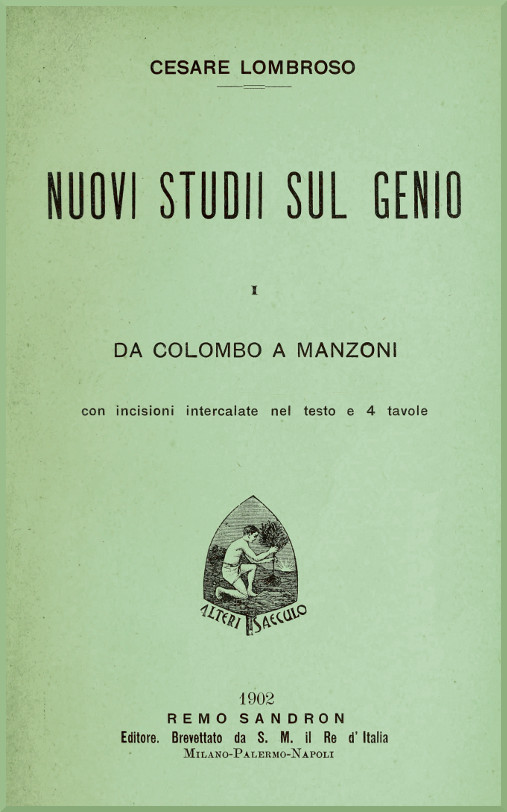 CESARE LOMBROSO
NUOVI STUDII SUL GENIO
I
DA COLOMBO A MANZONI
con incisioni intercalate nel testo e 4 tavole
ALTERI SAECULO
1902
REMO SANDRON
Editore. Brevettato da S. M. il Re d' Italia
MILANO-PALERMO-NAPOLI